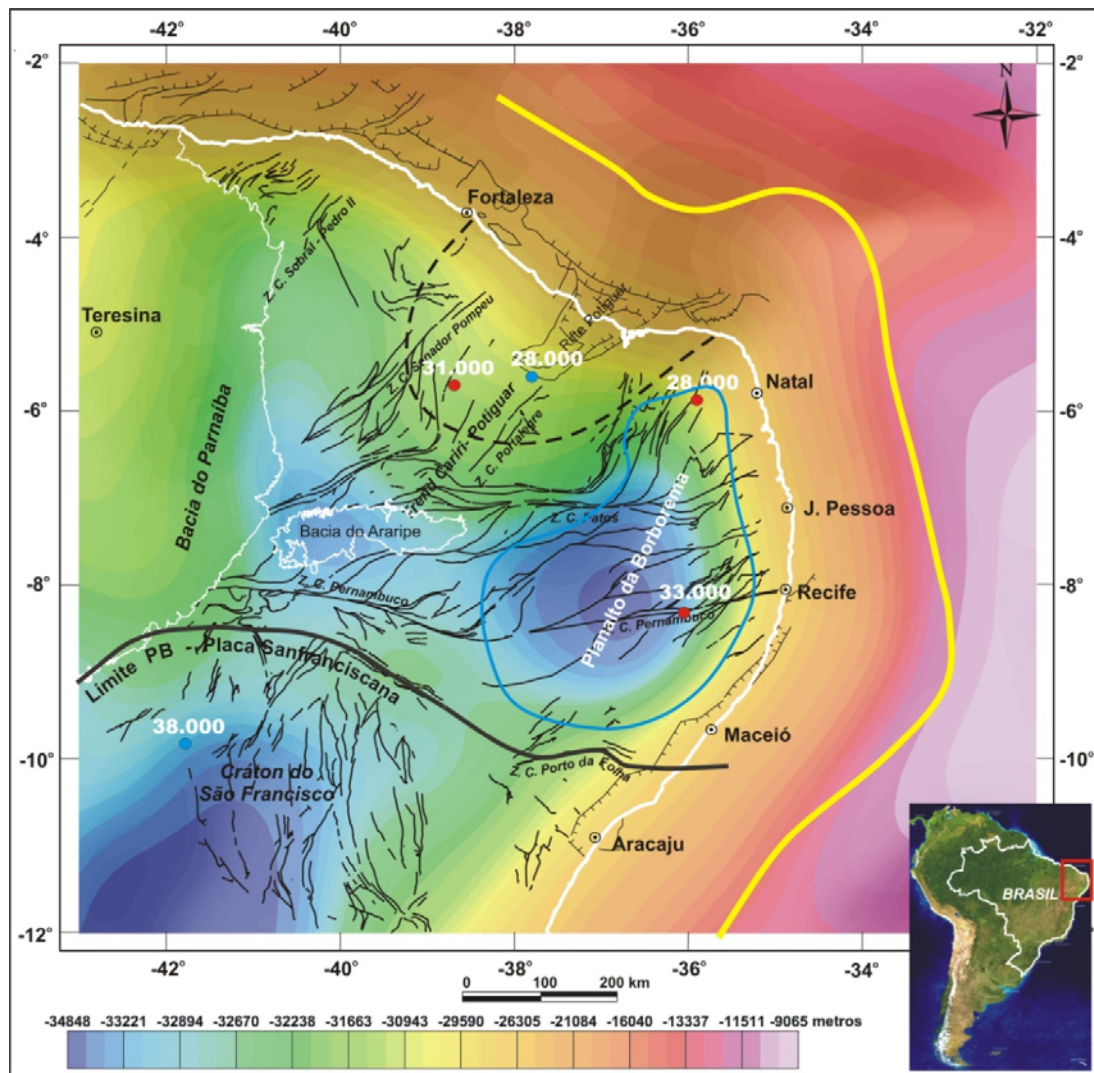 -42° -40° -38° -36° -34° -32°
-2° -2°
N
Fortaleza
-4° -4°
Z. C. Sobral - Pedro II
Teresina
Rifte Potiguar
Z. C. Senador Pompeu
31.000 28.000 28.000
Natal
-6° -6°
Bacia do Parnaíba
Trend Cariri- Potiguar
Z. C. Portalegre
J. Pessoa
Z. C. Patos
Bacia do Araripe
Planalto da Borborema
-8° -8°
Z. C. Pernambuco
33.000
Recife
C. Pernambuco
Limite PB - Placa Sanfranciscana
38.000
Maceió
-10° -10°
Z. C. Porto da Folha
Cráton do
São Francisco
Aracaju
BRASIL
-12°
-42° -40° -38° -36° -34°
0 100 200 km
-34848 -33221 -32894 -32670 -32238 -31663 -30943 -29590 -26305 -21084 -16040 -13337 -11511 -9065 metros